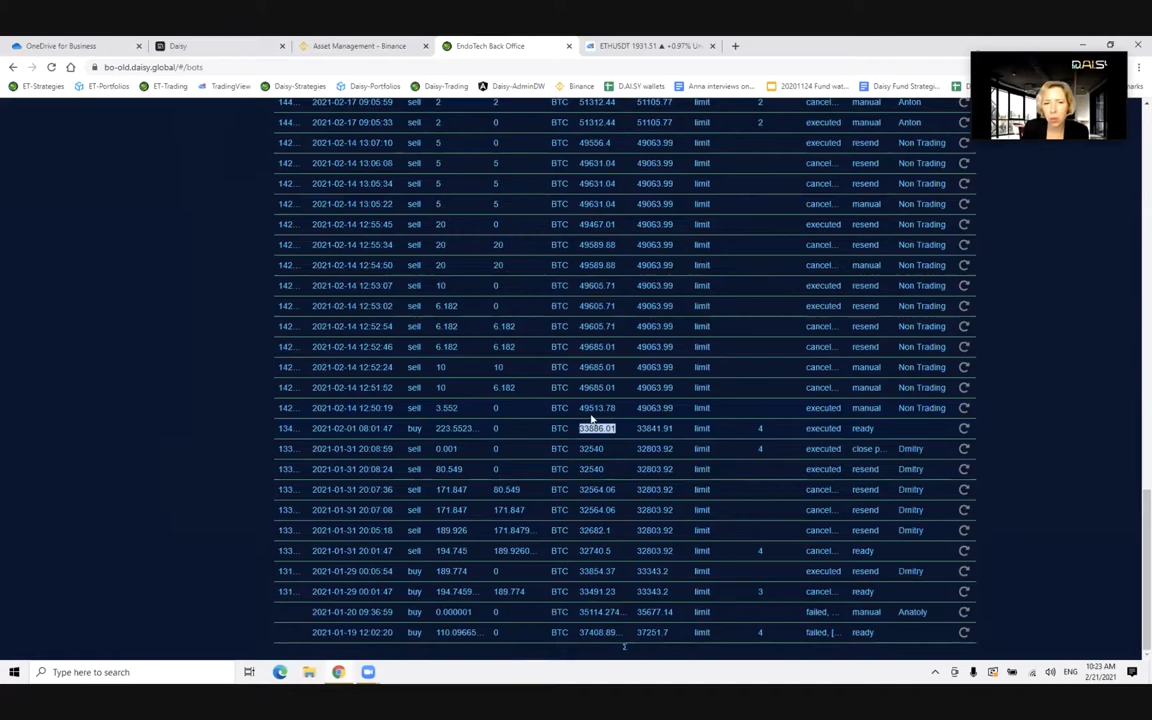 OneDrive for Business
Daisy
Asset Management - Binance
EndoTech Back Office
ETHUSDT 1931.51 ▲ +0.97%
bo-old.daisy.global/#/bots
ET-Strategies ET-Portfolios ET-Trading TradingView Daisy-Strategies Daisy-Portfolios Daisy-Trading Daisy-AdminDW Binance D.AI.SY wallets Anna interviews on... 20201124 Fund wat... Daisy Fund Strategi...
D.A.I.SY
144... 2021-02-17 09:05:59 sell 2 2 BTC 51312.44 51105.77 limit 2 cancel... manual Anton
144... 2021-02-17 09:05:33 sell 2 0 BTC 51312.44 51105.77 limit 2 executed manual Anton
142... 2021-02-14 13:07:10 sell 5 0 BTC 49556.4 49063.99 limit executed resend Non Trading
142... 2021-02-14 13:06:08 sell 5 5 BTC 49631.04 49063.99 limit cancel... resend Non Trading
142... 2021-02-14 13:05:34 sell 5 5 BTC 49631.04 49063.99 limit cancel... resend Non Trading
142... 2021-02-14 13:05:22 sell 5 5 BTC 49631.04 49063.99 limit cancel... manual Non Trading
142... 2021-02-14 12:55:45 sell 20 0 BTC 49467.01 49063.99 limit executed resend Non Trading
142... 2021-02-14 12:55:34 sell 20 20 BTC 49589.88 49063.99 limit cancel... resend Non Trading
142... 2021-02-14 12:54:50 sell 20 20 BTC 49589.88 49063.99 limit cancel... manual Non Trading
142... 2021-02-14 12:53:07 sell 10 0 BTC 49605.71 49063.99 limit executed resend Non Trading
142... 2021-02-14 12:53:02 sell 6.182 0 BTC 49605.71 49063.99 limit executed resend Non Trading
142... 2021-02-14 12:52:54 sell 6.182 6.182 BTC 49605.71 49063.99 limit cancel... resend Non Trading
142... 2021-02-14 12:52:46 sell 6.182 6.182 BTC 49685.01 49063.99 limit cancel... resend Non Trading
142... 2021-02-14 12:52:24 sell 10 10 BTC 49685.01 49063.99 limit cancel... manual Non Trading
142... 2021-02-14 12:51:52 sell 10 6.182 BTC 49685.01 49063.99 limit cancel... manual Non Trading
142... 2021-02-14 12:50:19 sell 3.552 0 BTC 49513.78 49063.99 limit executed manual Non Trading
134... 2021-02-01 08:01:47 buy 223.5523... 0 BTC 33886.01 33841.91 limit 4 executed ready
133... 2021-01-31 20:08:59 sell 0.001 0 BTC 32540 32803.92 limit 4 executed close p... Dmitry
133... 2021-01-31 20:08:24 sell 80.549 0 BTC 32540 32803.92 limit executed resend Dmitry
133... 2021-01-31 20:07:36 sell 171.847 80.549 BTC 32564.06 32803.92 limit cancel... resend Dmitry
133... 2021-01-31 20:07:08 sell 171.847 171.847 BTC 32564.06 32803.92 limit cancel... resend Dmitry
133... 2021-01-31 20:05:18 sell 189.926 171.8479... BTC 32682.1 32803.92 limit cancel... resend Dmitry
133... 2021-01-31 20:01:47 sell 194.745 189.9260... BTC 32740.5 32803.92 limit 4 cancel... ready
131... 2021-01-29 00:05:54 buy 189.774 0 BTC 33854.37 33343.2 limit executed resend Dmitry
131... 2021-01-29 00:01:47 buy 194.7459... 189.774 BTC 33491.23 33343.2 limit 3 cancel... ready
2021-01-20 09:36:59 buy 0.000001 0 BTC 35114.274... 35677.14 limit failed, ... manual Anatoly
2021-01-19 12:02:20 buy 110.09665... 0 BTC 37408.89... 37251.7 limit 4 failed, [... ready
Σ
Type here to search
ENG
10:23 AM
2/21/2021